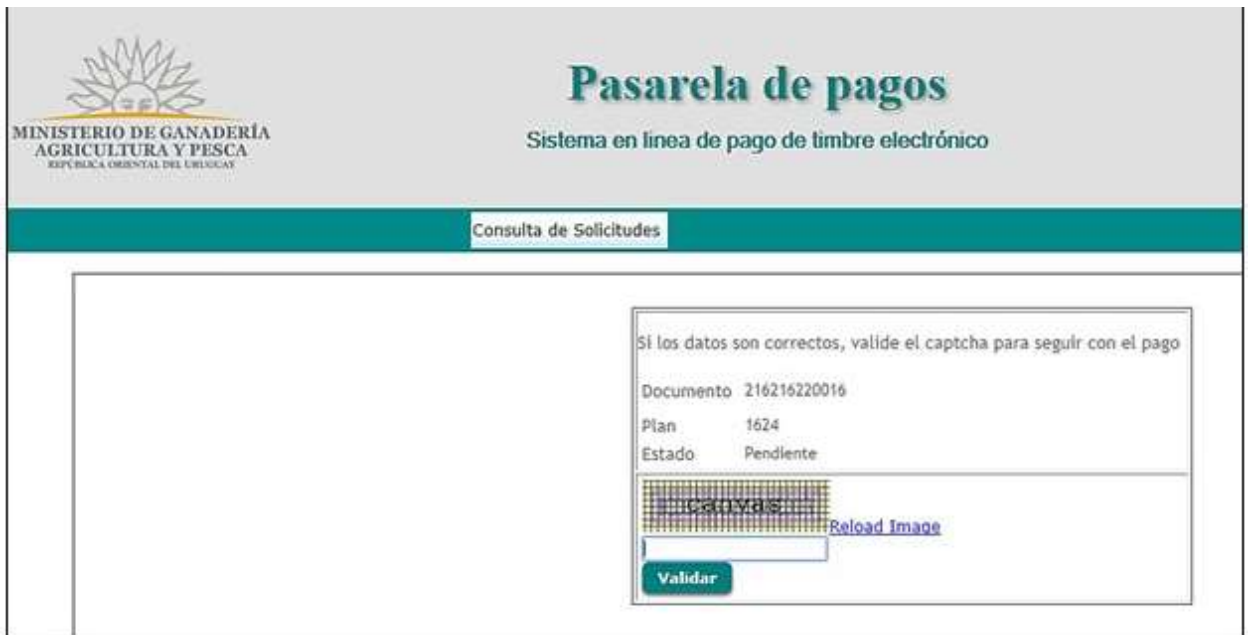 MINISTERIO DE GANADERÍA
AGRICULTURA Y PESCA
REPÚBLICA ORIENTAL DEL URUGUAY
Pasarela de pagos
Sistema en linea de pago de timbre electrónico
Consulta de Solicitudes
Si los datos son correctos, valide el captcha para seguir con el pago
Documento 216216220016
Plan 1624
Estado Pendiente
canvas
Reload Image
Validar